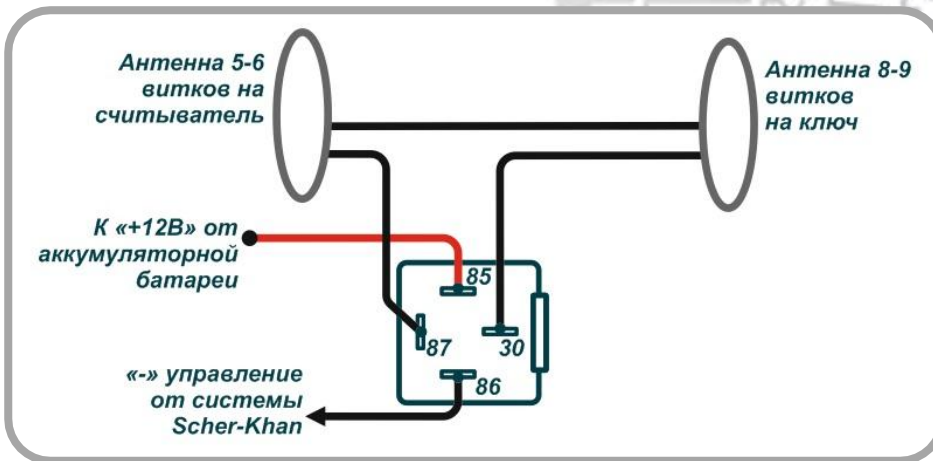 Антенна 5-6
витков на
считыватель
Антенна 8-9
витков
на ключ
К «+12В» от
аккумуляторной
батареи
85
87
30
86
«-» управление
от системы
Scher-Khan